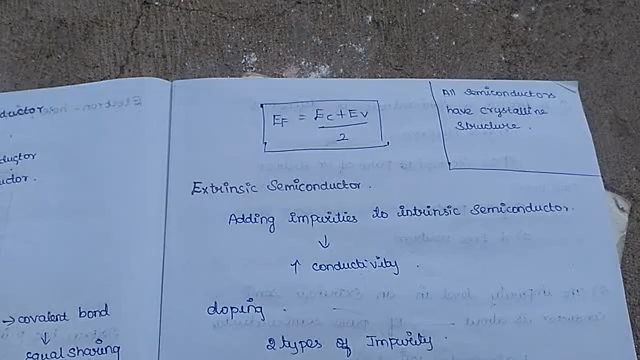 ductor
ductor
uctor.
→ covalent bond
↓
equal sharing
EF = Ec + Ev
2
All Semiconductors
have crystalline
Structure.
Extrinsic Semiconductor.
Adding impurities to intrinsic Semiconductor.
↓
↑ conductivity.
doping.
2 types of Impurity.